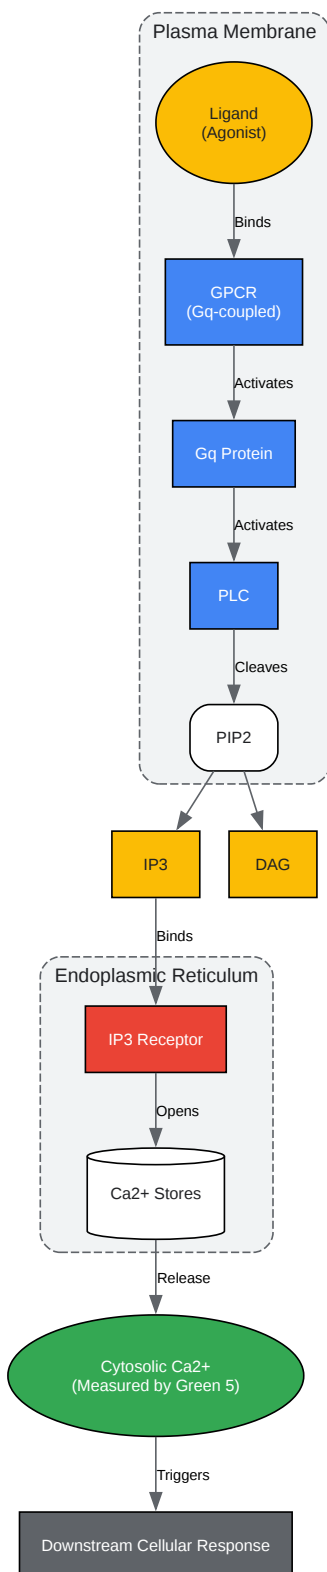 Plasma Membrane
Ligand
(Agonist)
Binds
GPCR
(Gq-coupled)
Activates
Gq Protein
Activates
PLC
Cleaves
PIP2
IP3
DAG
Binds
Endoplasmic Reticulum
IP3 Receptor
Opens
Ca2+ Stores
Release
Cytosolic Ca2+
(Measured by Green 5)
Triggers
Downstream Cellular Response